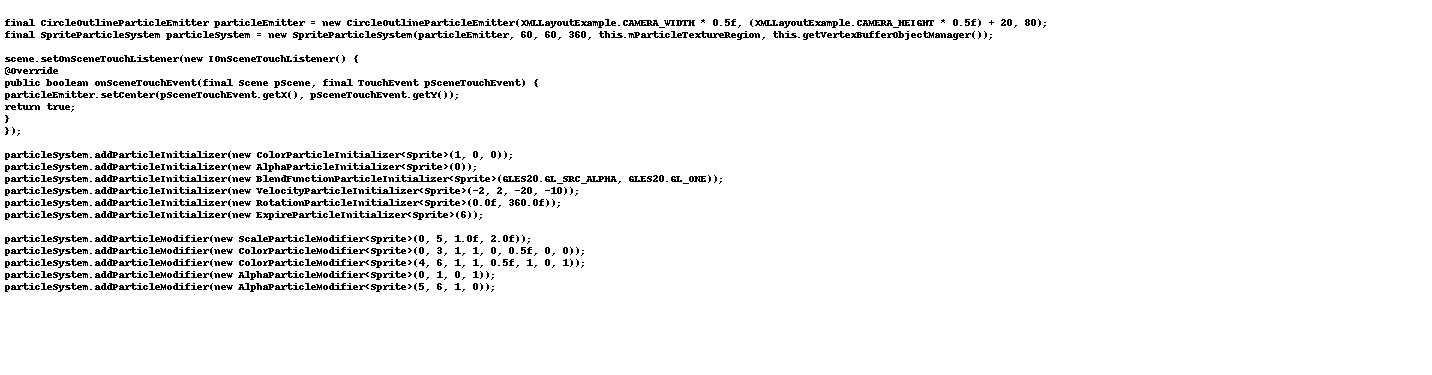 final CircleOutlineParticleEmitter particleEmitter = new CircleOutlineParticleEmitter(XMLLayoutExample.CAMERA_WIDTH * 0.5f, (XMLLayoutExample.CAMERA_HEIGHT * 0.5f) + 20, 80);
final SpriteParticleSystem particleSystem = new SpriteParticleSystem(particleEmitter, 60, 60, 360, this.mParticleTextureRegion, this.getVertexBufferObjectManager());
scene.setOnSceneTouchListener(new IOnSceneTouchListener() {
@Override
public boolean onSceneTouchEvent(final Scene pScene, final TouchEvent pSceneTouchEvent) {
particleEmitter.setCenter(pSceneTouchEvent.getX(), pSceneTouchEvent.getY());
return true;
}
});
particleSystem.addParticleInitializer(new ColorParticleInitializer<Sprite>(1, 0, 0));
particleSystem.addParticleInitializer(new AlphaParticleInitializer<Sprite>(0));
particleSystem.addParticleInitializer(new BlendFunctionParticleInitializer<Sprite>(GLES20.GL_SRC_ALPHA, GLES20.GL_ONE));
particleSystem.addParticleInitializer(new VelocityParticleInitializer<Sprite>(-2, 2, -20, -10));
particleSystem.addParticleInitializer(new RotationParticleInitializer<Sprite>(0.0f, 360.0f));
particleSystem.addParticleInitializer(new ExpireParticleInitializer<Sprite>(6));
particleSystem.addParticleModifier(new ScaleParticleModifier<Sprite>(0, 5, 1.0f, 2.0f));
particleSystem.addParticleModifier(new ColorParticleModifier<Sprite>(0, 3, 1, 1, 0, 0.5f, 0, 0));
particleSystem.addParticleModifier(new ColorParticleModifier<Sprite>(4, 6, 1, 1, 0.5f, 1, 0, 1));
particleSystem.addParticleModifier(new AlphaParticleModifier<Sprite>(0, 1, 0, 1));
particleSystem.addParticleModifier(new AlphaParticleModifier<Sprite>(5, 6, 1, 0));